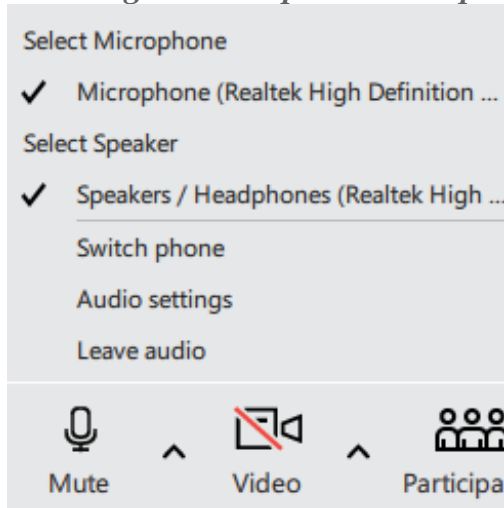 Select Microphone
Microphone (Realtek High Definition ...
Select Speaker
Speakers / Headphones (Realtek High ...
Switch phone
Audio settings
Leave audio
Mute Video Participa